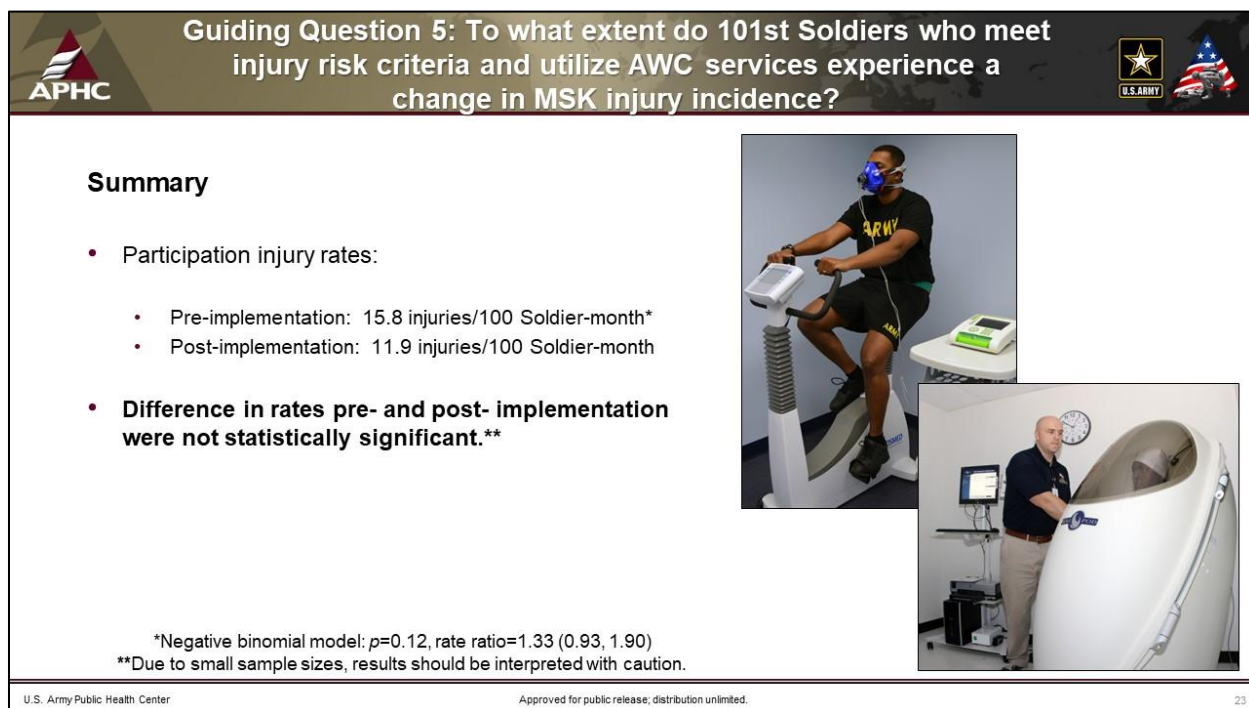 Guiding Question 5: To what extent do 101st Soldiers who meet
injury risk criteria and utilize AWC services experience a
change in MSK injury incidence?
APHC
U.S.ARMY
Summary
• Participation injury rates:
• Pre-implementation: 15.8 injuries/100 Soldier-month*
• Post-implementation: 11.9 injuries/100 Soldier-month
• Difference in rates pre- and post- implementation
were not statistically significant.**
ARMY
*Negative binomial model: p=0.12, rate ratio=1.33 (0.93, 1.90)
**Due to small sample sizes, results should be interpreted with caution.
U.S. Army Public Health Center
Approved for public release; distribution unlimited.
23